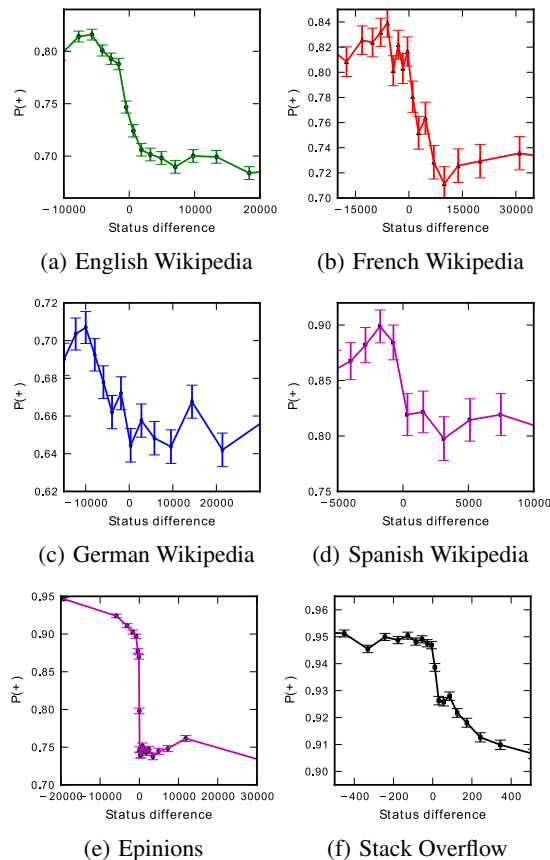 P(+)
0.80
0.75
0.70
−10000 0 10000 20000
Status difference
(a) English Wikipedia
P(+)
0.84
0.82
0.80
0.78
0.76
0.74
0.72
0.70
−15000 0 15000 30000
Status difference
(b) French Wikipedia
P(+)
0.72
0.70
0.68
0.66
0.64
0.62
−10000 0 10000 20000
Status difference
(c) German Wikipedia
P(+)
0.90
0.85
0.80
0.75
−5000 0 5000 10000
Status difference
(d) Spanish Wikipedia
P(+)
0.95
0.90
0.85
0.80
0.75
0.70
−20000 −10000 0 10000 20000 30000
Status difference
(e) Epinions
P(+)
0.96
0.95
0.94
0.93
0.92
0.91
0.90
−400 −200 0 200 400
Status difference
(f) Stack Overflow